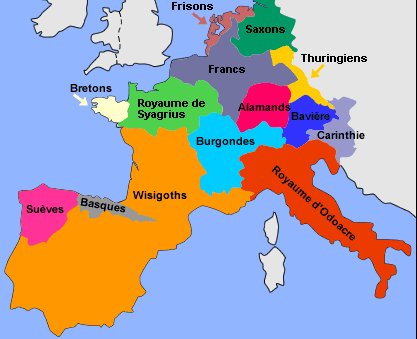 Frisons
Saxons
Thuringiens
Francs
Bretons
Royaume de
Syagrius
Alamands
Bavière
Carinthie
Burgondes
Wisigoths
Royaume d'Odoacre
Basques
Suèves